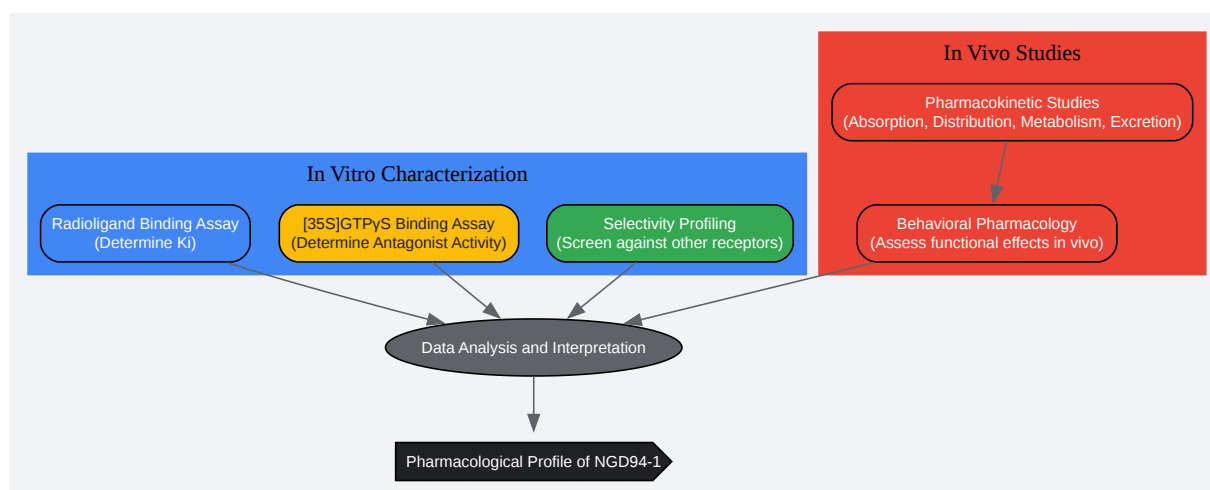 In Vivo Studies
Pharmacokinetic Studies
(Absorption, Distribution, Metabolism, Excretion)
In Vitro Characterization
Radioligand Binding Assay
(Determine Ki)
[35S]GTPγS Binding Assay
(Determine Antagonist Activity)
Selectivity Profiling
(Screen against other receptors)
Behavioral Pharmacology
(Assess functional effects in vivo)
Data Analysis and Interpretation
Pharmacological Profile of NGD94-1